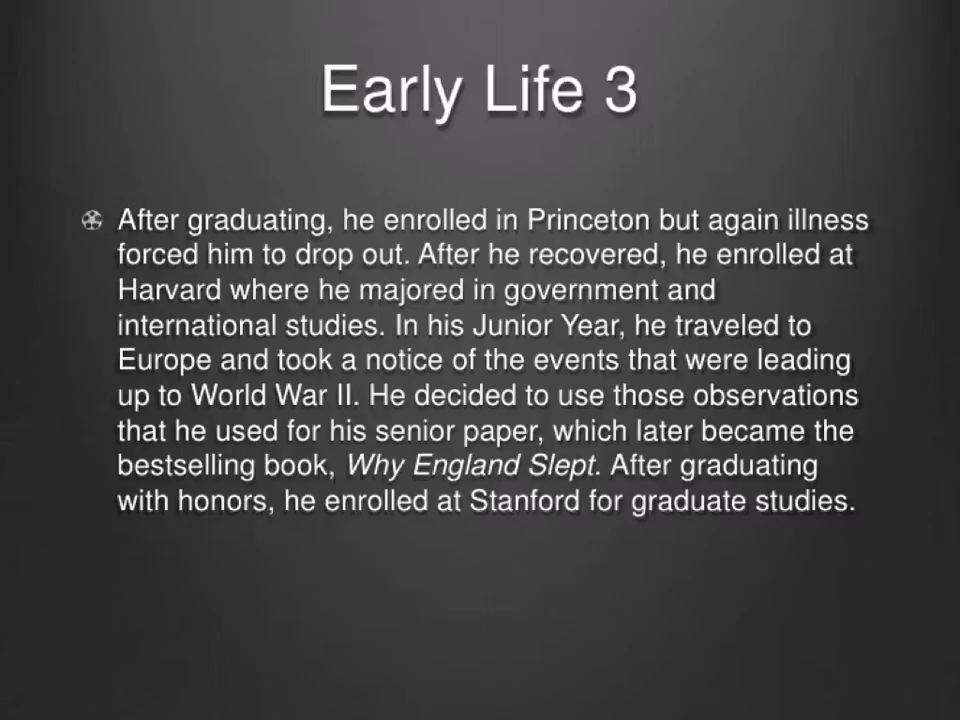 Early Life 3
After graduating, he enrolled in Princeton but again illness
forced him to drop out. After he recovered, he enrolled at
Harvard where he majored in government and
international studies. In his Junior Year, he traveled to
Europe and took a notice of the events that were leading
up to World War II. He decided to use those observations
that he used for his senior paper, which later became the
bestselling book, Why England Slept. After graduating
with honors, he enrolled at Stanford for graduate studies.